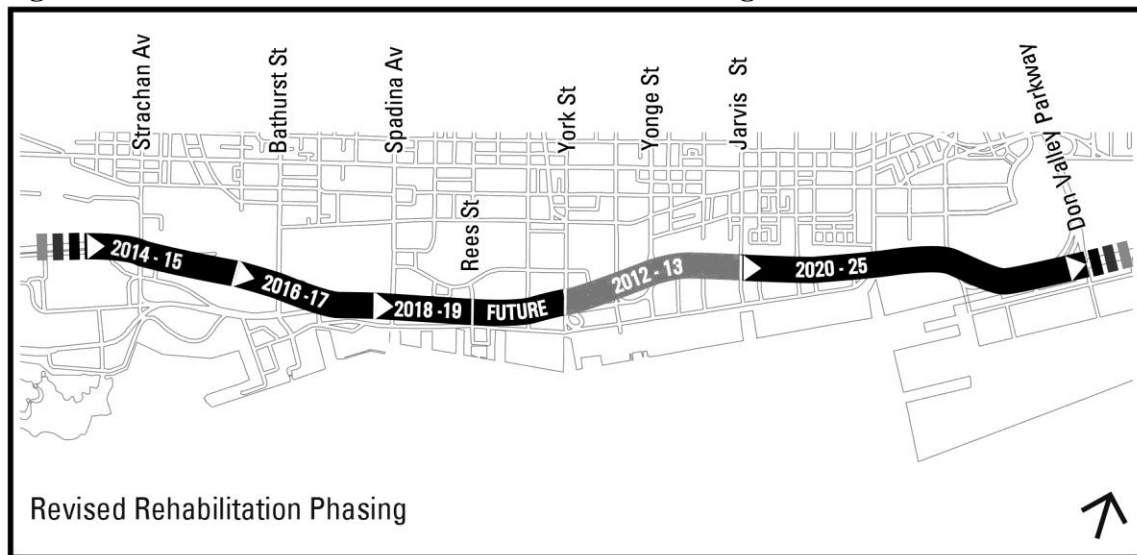 Strachan Av
Bathurst St
Spadina Av
Rees St
York St
Yonge St
Jarvis St
Don Valley Parkway
2014 - 15
2016 -17
2018 -19
FUTURE
2012 - 13
2020 - 25
Revised Rehabilitation Phasing